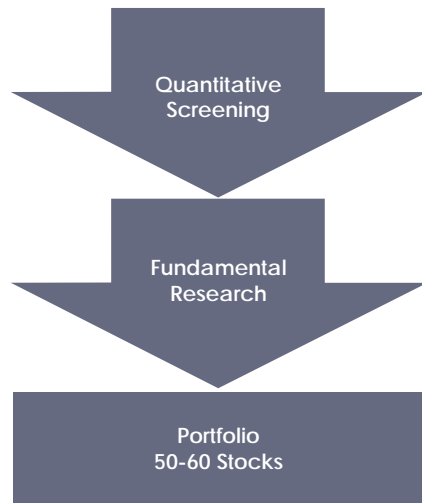 Quantitative
Screening
Fundamental
Research
Portfolio
50-60 Stocks